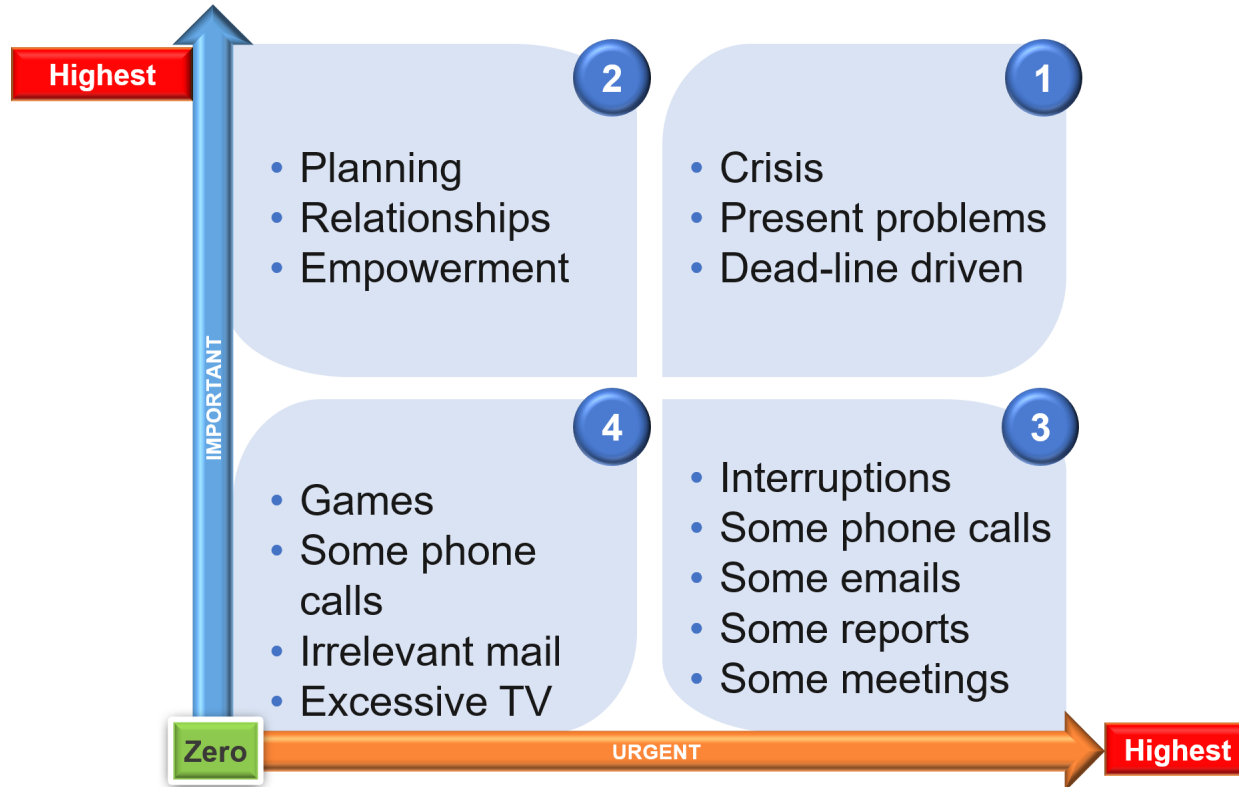 Highest
2
• Planning
• Relationships
• Empowerment
1
• Crisis
• Present problems
• Dead-line driven
IMPORTANT
4
• Games
• Some phone
calls
• Irrelevant mail
• Excessive TV
3
• Interruptions
• Some phone calls
• Some emails
• Some reports
• Some meetings
Zero
URGENT
Highest